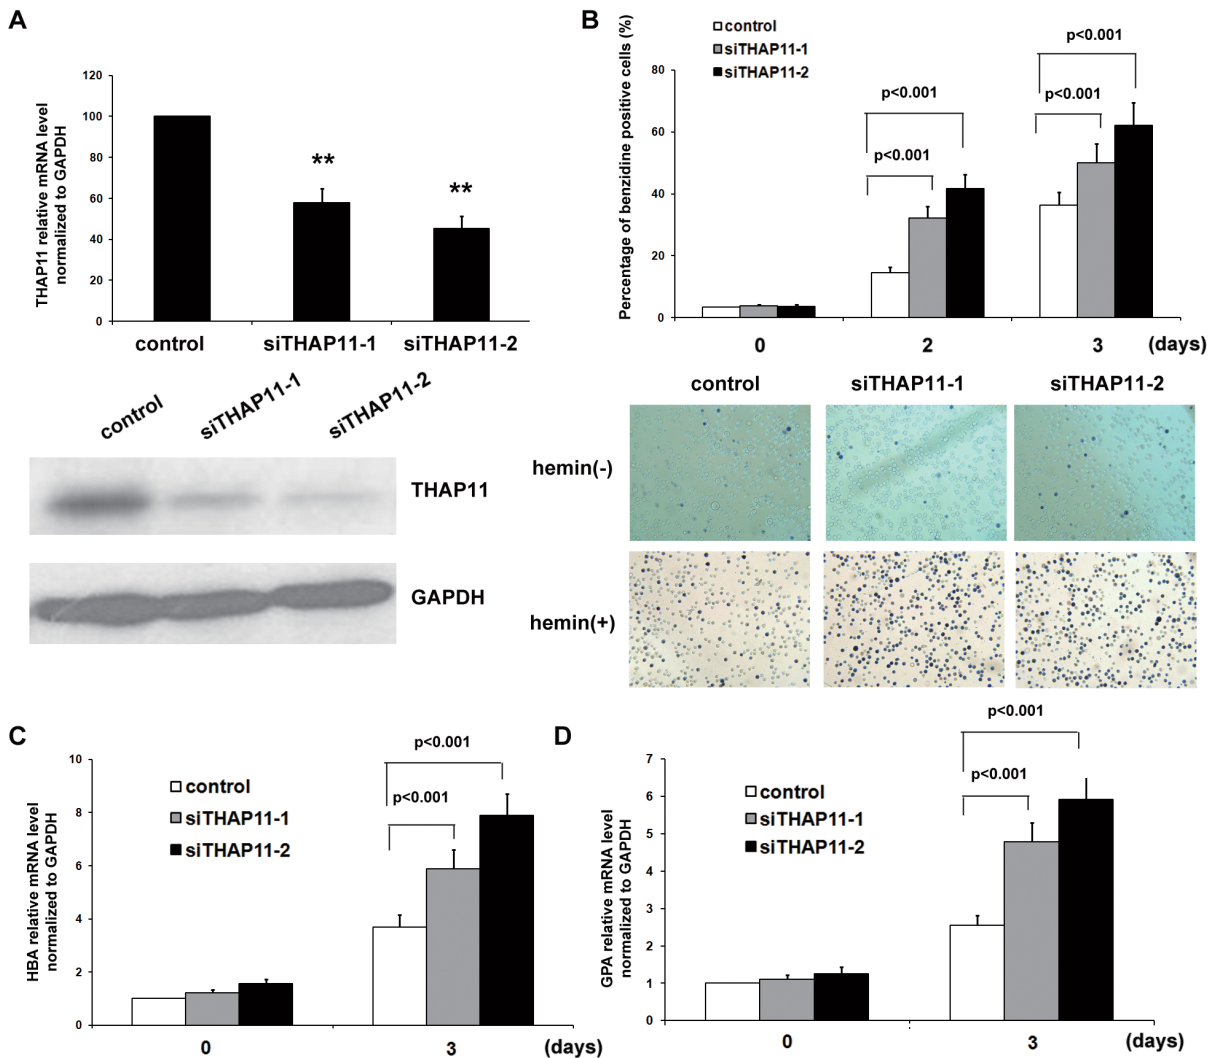 A
THAP11 relative mRNA level
normalized to GAPDH
120
100
80
60
40
20
0
**
**
control
siTHAP11-1
siTHAP11-2
control
siTHAP11-1
siTHAP11-2
THAP11
GAPDH
B
Percentage of benzidine positive cells (%)
control
siTHAP11-1
siTHAP11-2
80
60
40
20
0
p<0.001
p<0.001
p<0.001
p<0.001
0
2
3
(days)
control
siTHAP11-1
siTHAP11-2
hemin(-)
hemin(+)
C
HBA relative mRNA level
normalized to GAPDH
10
8
6
4
2
0
control
siTHAP11-1
siTHAP11-2
p<0.001
p<0.001
0
3
(days)
D
GPA relative mRNA level
normalized to GAPDH
7
6
5
4
3
2
1
0
control
siTHAP11-1
siTHAP11-2
p<0.001
p<0.001
0
3
(days)